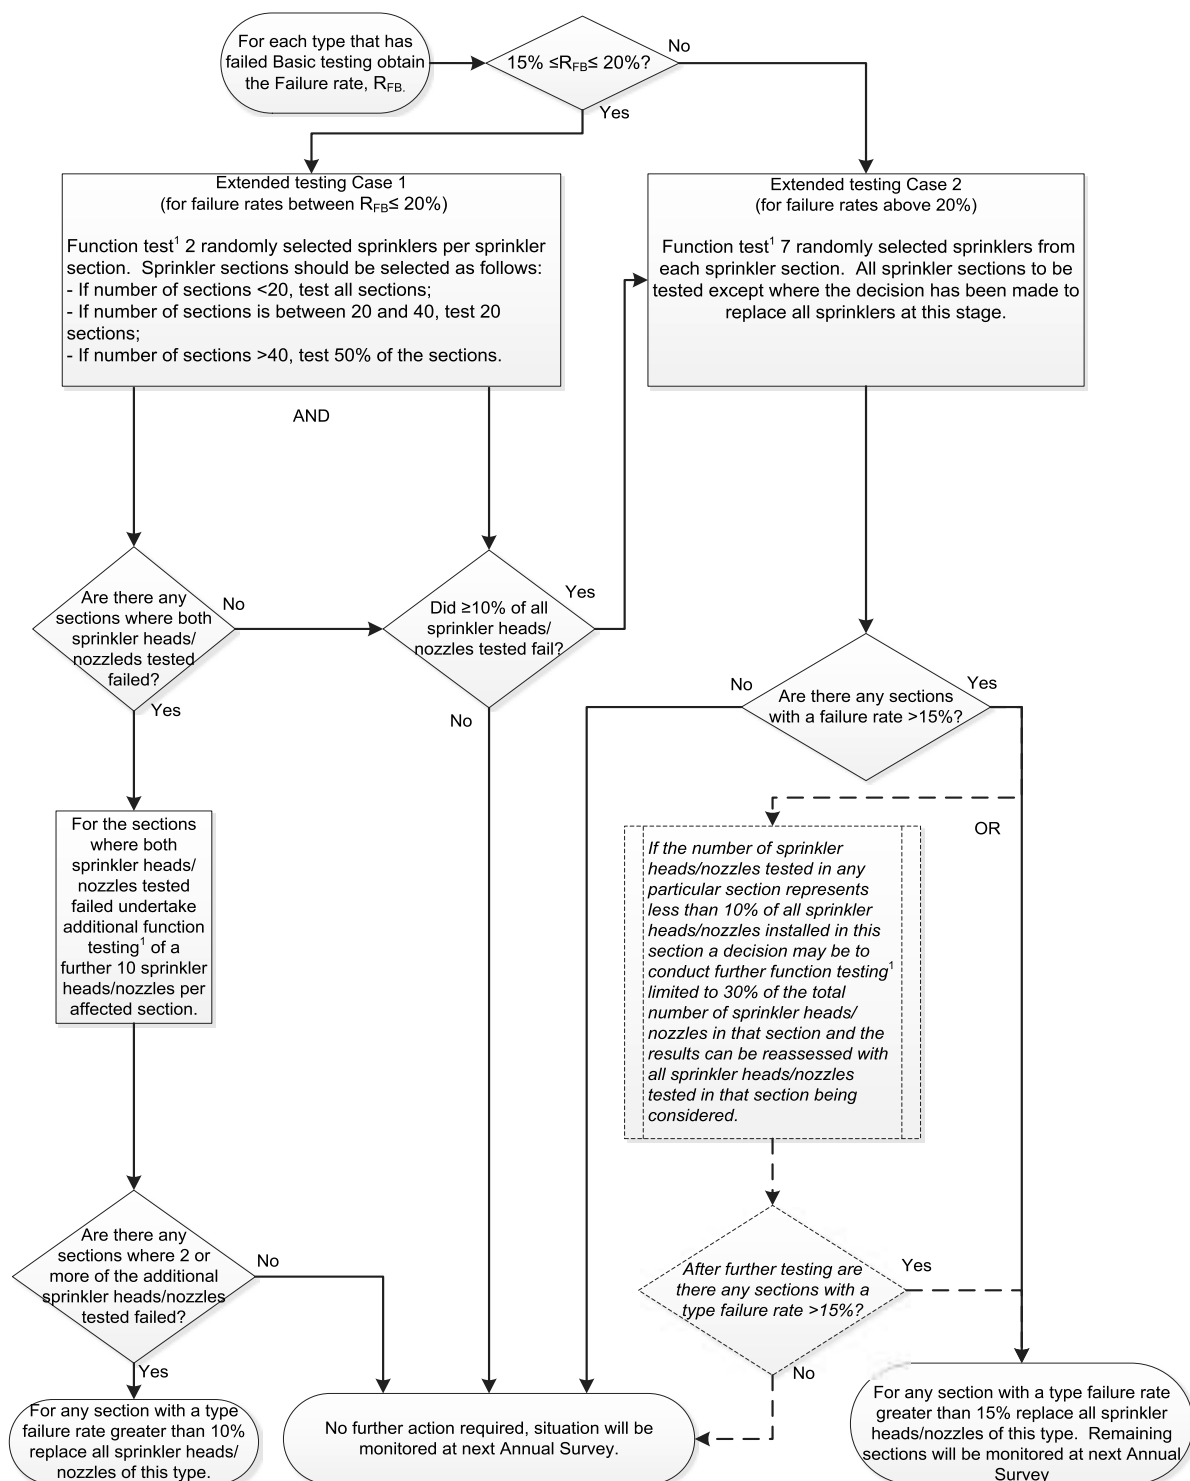 For each type that has
failed Basic testing obtain
the Failure rate, RFB.
15% ≤RFB≤ 20%?
No
Yes
Extended testing Case 1
(for failure rates between RFB≤ 20%)
Function test1 2 randomly selected sprinklers per sprinkler
section. Sprinkler sections should be selected as follows:
- If number of sections <20, test all sections;
- If number of sections is between 20 and 40, test 20
sections;
- If number of sections >40, test 50% of the sections.
Extended testing Case 2
(for failure rates above 20%)
Function test1 7 randomly selected sprinklers from
each sprinkler section. All sprinkler sections to be
tested except where the decision has been made to
replace all sprinklers at this stage.
AND
Are there any
sections where both
sprinkler heads/
nozzleds tested
failed?
No
Yes
Did ≥10% of all
sprinkler heads/
nozzles tested fail?
Yes
No
Are there any sections
with a failure rate >15%?
No
Yes
For the sections
where both
sprinkler heads/
nozzles tested
failed undertake
additional function
testing1 of a
further 10 sprinkler
heads/nozzles per
affected section.
OR
If the number of sprinkler
heads/nozzles tested in any
particular section represents
less than 10% of all sprinkler
heads/nozzles installed in this
section a decision may be to
conduct further function testing1
limited to 30% of the total
number of sprinkler heads/
nozzles in that section and the
results can be reassessed with
all sprinkler heads/nozzles
tested in that section being
considered.
Are there any
sections where 2 or
more of the additional
sprinkler heads/nozzles
tested failed?
No
Yes
After further testing are
there any sections with a
type failure rate >15%?
Yes
No
For any section with a type
failure rate greater than 10%
replace all sprinkler heads/
nozzles of this type.
No further action required, situation will be
monitored at next Annual Survey.
For any section with a type failure rate
greater than 15% replace all sprinkler
heads/nozzles of this type. Remaining
sections will be monitored at next Annual
Survey